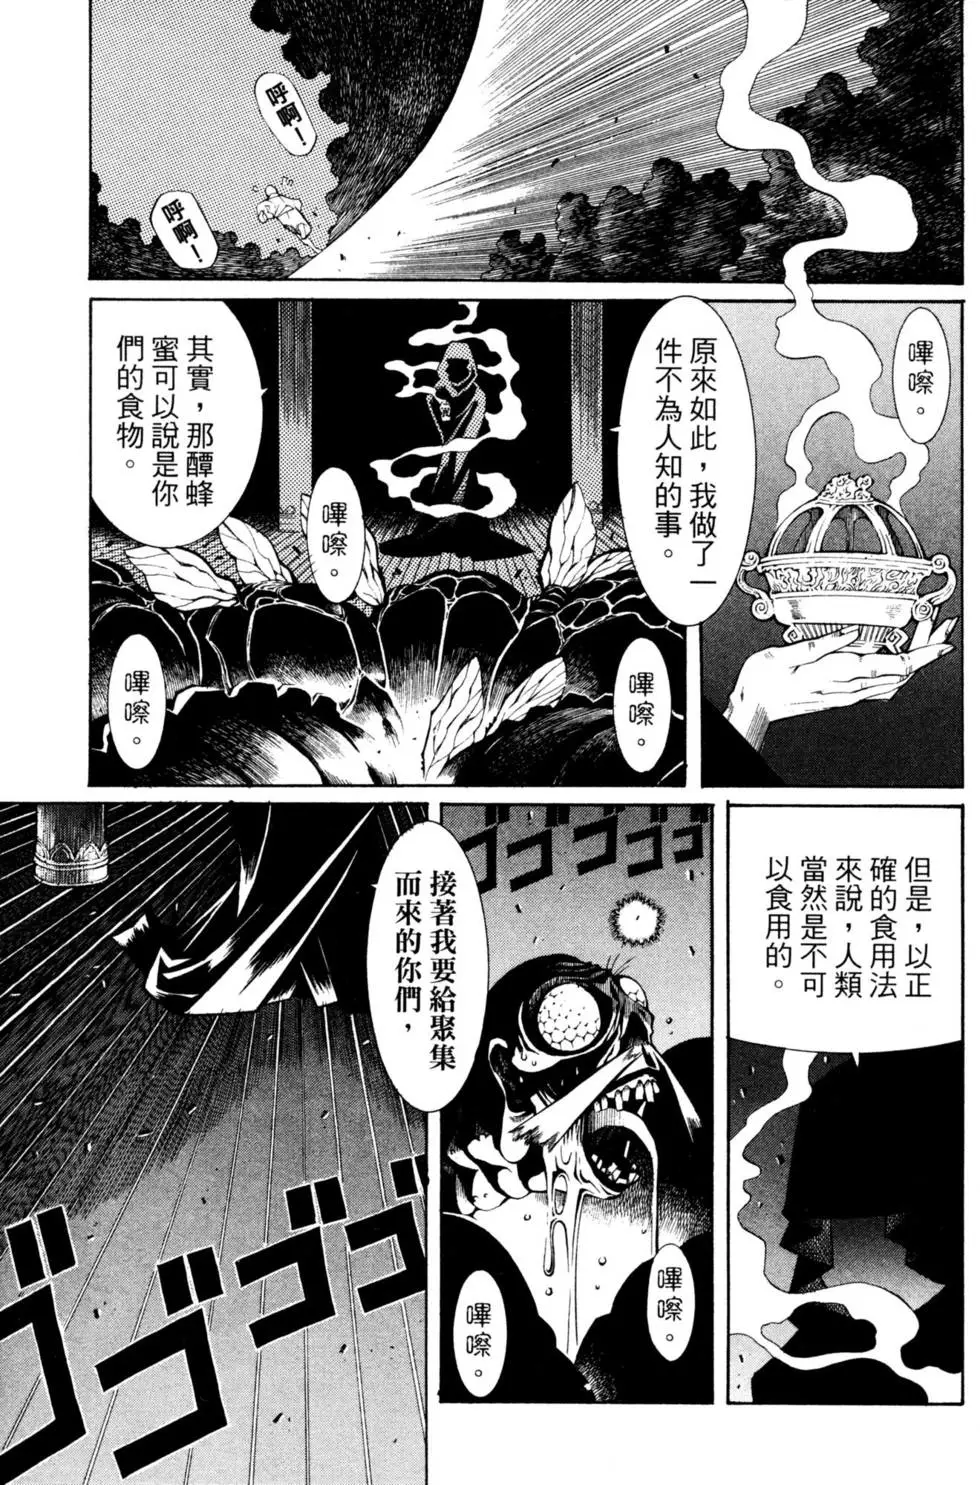 呼啊！
呼啊！
嗶嚓。
原來如此，我做了一
件不為人知的事。
嗶嚓。
其實，那醰蜂
蜜可以說是你
們的食物。
嗶嚓。
嗶嚓。
但是，以正
確的食用法
來說，人類
當然是不可
以食用的。
ゴゴゴゴ
嗶嚓。
嗶嚓。
接著我要給聚集
而來的你們，
ゴゴゴゴゴ